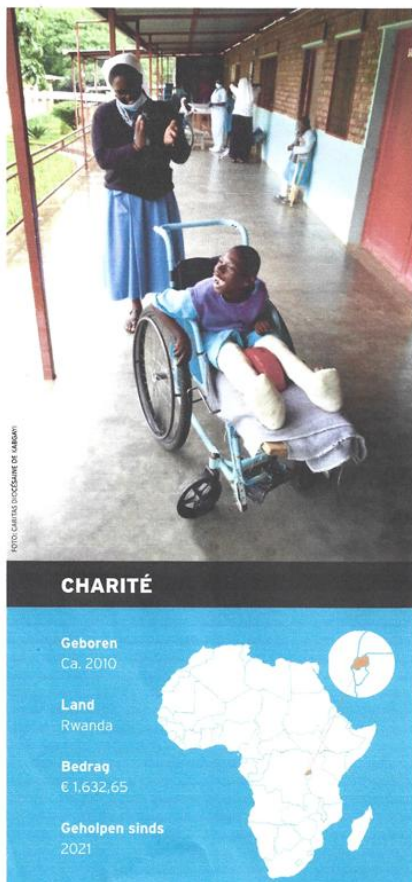 FOTO: CARITAS DIOCÉSAINE DE KABGAYI
CHARITÉ
Geboren
Ca. 2010
Land
Rwanda
Bedrag
€ 1.632,65
Geholpen sinds
2021